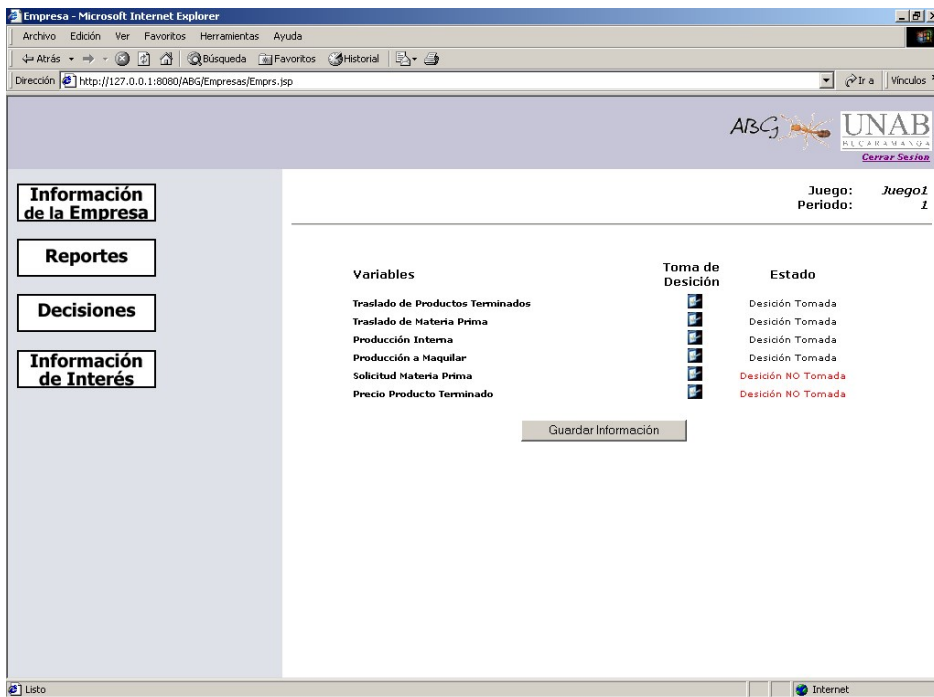 Empresa - Microsoft Internet Explorer
Archivo Edición Ver Favoritos Herramientas Ayuda
Atrás Búsqueda Favoritos Historial
Dirección http://127.0.0.1:8080/ABG/Empresas/Emprs.jsp Ir a Vínculos
ABG UNAB
BUCARAMANGA
Cerrar Sesion
Juego: Juego1
Periodo: 1
Información
de la Empresa
Reportes
Decisiones
Información
de Interés
Variables Toma de Desición Estado
Traslado de Productos Terminados Desición Tomada
Traslado de Materia Prima Desición Tomada
Producción Interna Desición Tomada
Producción a Maquilar Desición Tomada
Solicitud Materia Prima Desición NO Tomada
Precio Producto Terminado Desición NO Tomada
Guardar Información
Listo Internet